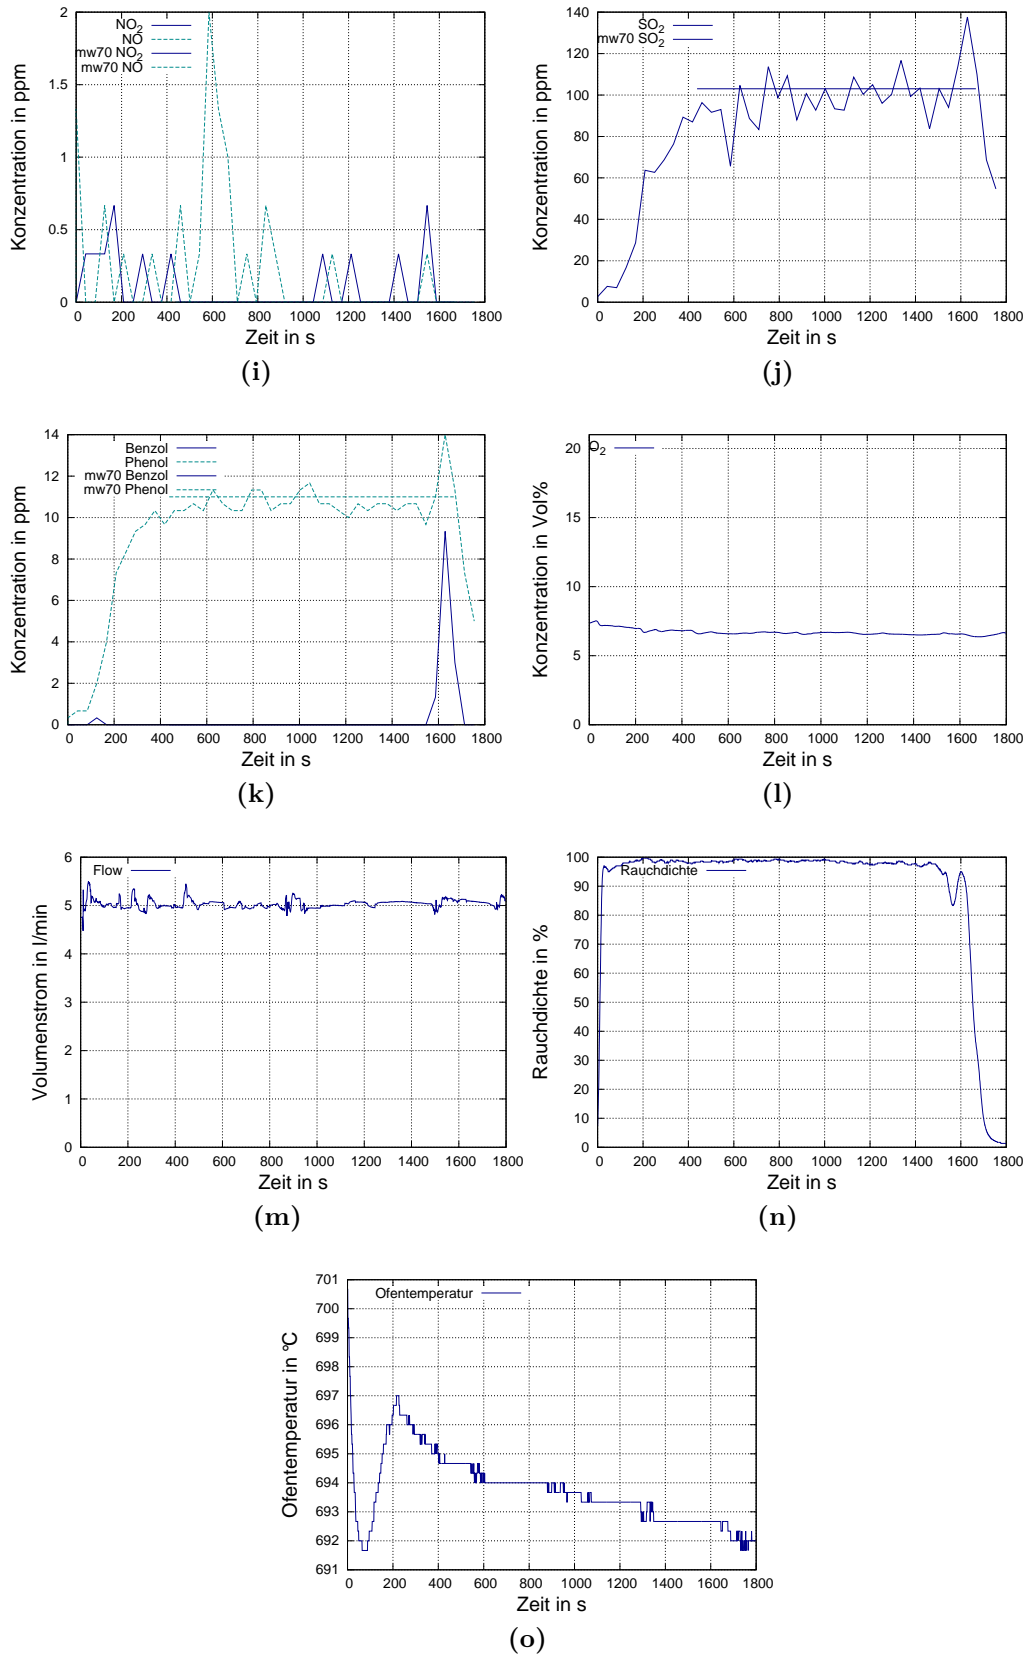 2
1.5
1
0.5
0
0 200 400 600 800 1000 1200 1400 1600 1800
Konzentration in ppm
Zeit in s
NO₂
NO
mw70 NO₂
mw70 NO
(i)
140
120
100
80
60
40
20
0
0 200 400 600 800 1000 1200 1400 1600 1800
Konzentration in ppm
Zeit in s
SO₂
mw70 SO₂
(j)
14
12
10
8
6
4
2
0
0 200 400 600 800 1000 1200 1400 1600 1800
Konzentration in ppm
Zeit in s
Benzol
Phenol
mw70 Benzol
mw70 Phenol
(k)
20
15
10
5
0
0 200 400 600 800 1000 1200 1400 1600 1800
Konzentration in Vol%
Zeit in s
O₂
(l)
6
5
4
3
2
1
0
0 200 400 600 800 1000 1200 1400 1600 1800
Volumenstrom in l/min
Zeit in s
Flow
(m)
100
90
80
70
60
50
40
30
20
10
0
0 200 400 600 800 1000 1200 1400 1600 1800
Rauchdichte in %
Zeit in s
Rauchdichte
(n)
701
700
699
698
697
696
695
694
693
692
691
0 200 400 600 800 1000 1200 1400 1600 1800
Ofentemperatur in °C
Zeit in s
Ofentemperatur
(o)